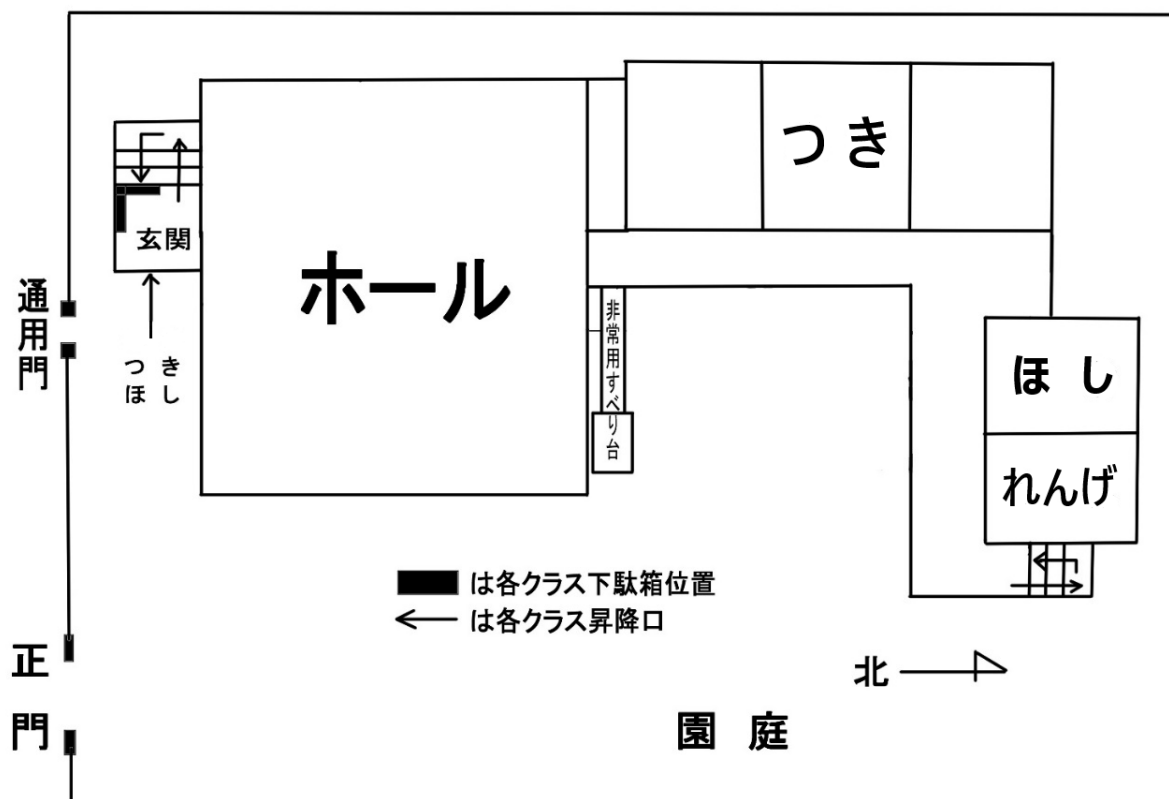 つき
玄関
ホール
通用門
つき
ほし
非常用すべり台
ほし
れんげ
は各クラス下駄箱位置
は各クラス昇降口
正門
北
園庭